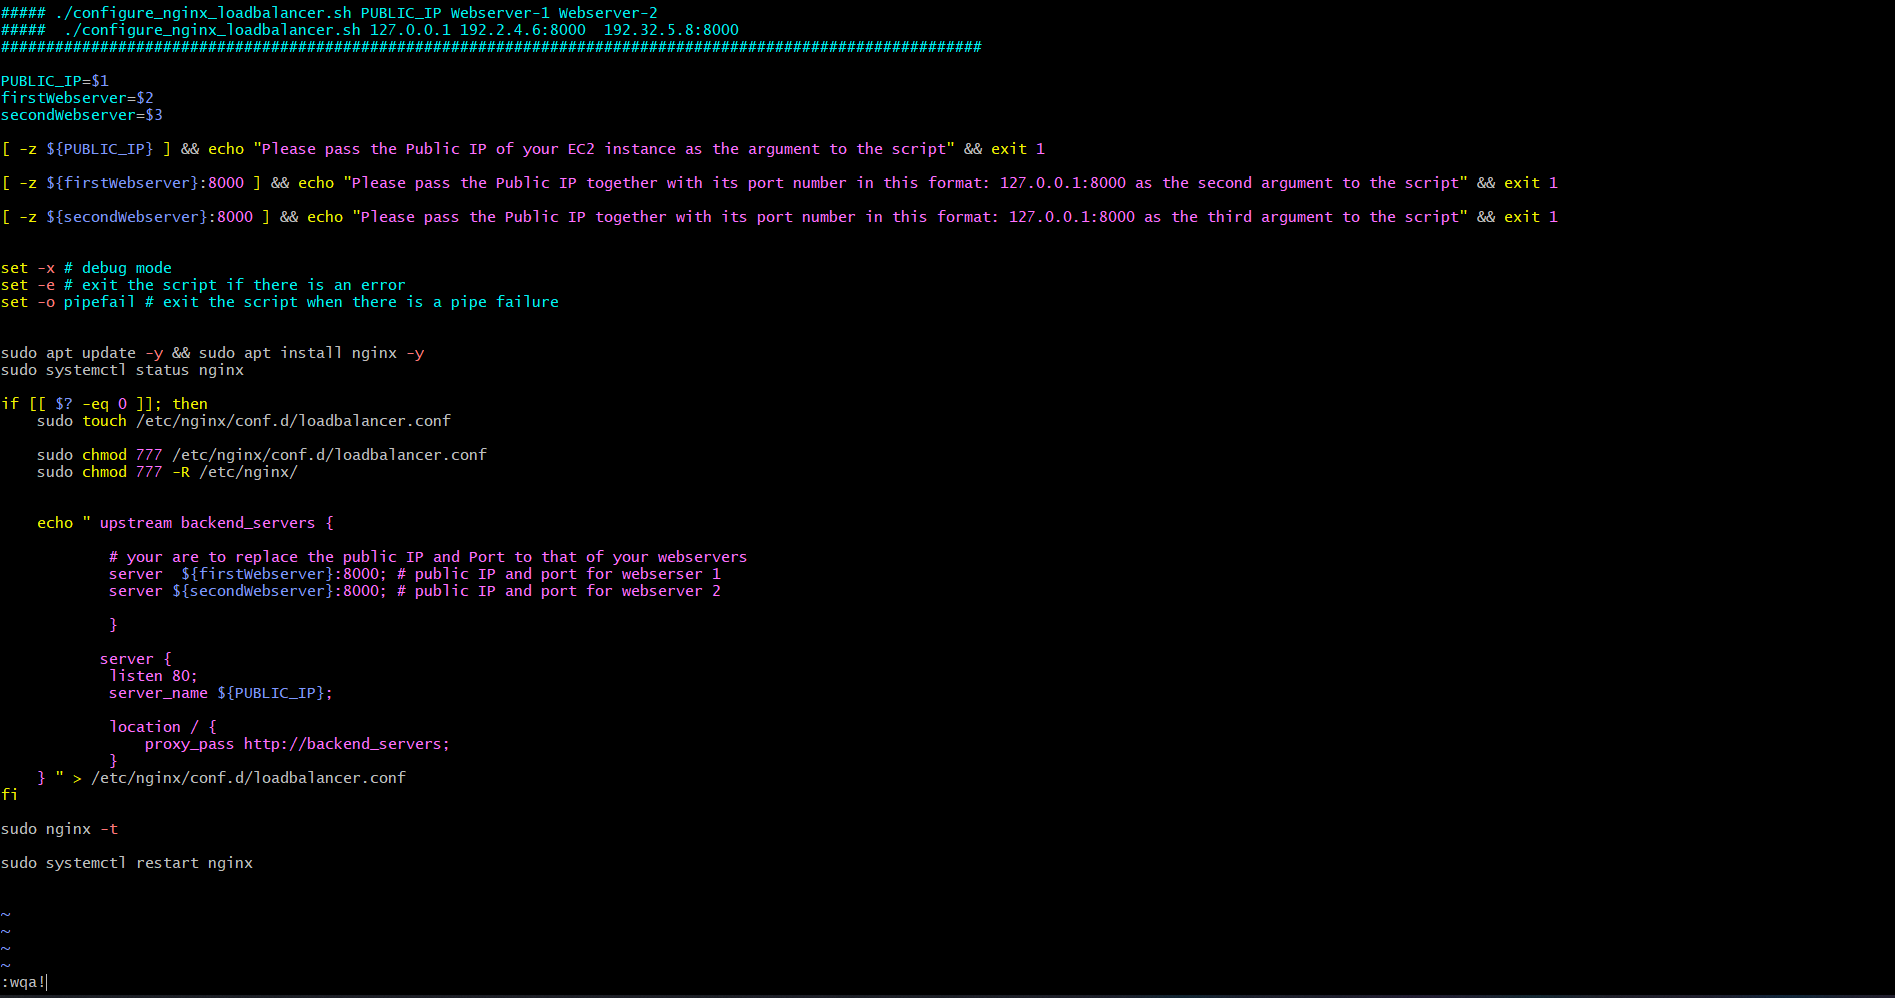 ##### ./configure_nginx_loadbalancer.sh PUBLIC_IP Webserver-1 Webserver-2
#####  ./configure_nginx_loadbalancer.sh 127.0.0.1 192.2.4.6:8000  192.32.5.8:8000
#############################################################################################################
PUBLIC_IP=$1
firstWebserver=$2
secondWebserver=$3
[ -z ${PUBLIC_IP} ] && echo "Please pass the Public IP of your EC2 instance as the argument to the script" && exit 1
[ -z ${firstWebserver}:8000 ] && echo "Please pass the Public IP together with its port number in this format: 127.0.0.1:8000 as the second argument to the script" && exit 1
[ -z ${secondWebserver}:8000 ] && echo "Please pass the Public IP together with its port number in this format: 127.0.0.1:8000 as the third argument to the script" && exit 1
set -x # debug mode
set -e # exit the script if there is an error
set -o pipefail # exit the script when there is a pipe failure
sudo apt update -y && sudo apt install nginx -y
sudo systemctl status nginx
if [[ $? -eq 0 ]]; then
    sudo touch /etc/nginx/conf.d/loadbalancer.conf
    sudo chmod 777 /etc/nginx/conf.d/loadbalancer.conf
    sudo chmod 777 -R /etc/nginx/
    echo " upstream backend_servers {
            # your are to replace the public IP and Port to that of your webservers
            server  ${firstWebserver}:8000; # public IP and port for webserser 1
            server ${secondWebserver}:8000; # public IP and port for webserver 2
            }
           server {
            listen 80;
            server_name ${PUBLIC_IP};
            location / {
                proxy_pass http://backend_servers;
            }
    } " > /etc/nginx/conf.d/loadbalancer.conf
fi
sudo nginx -t
sudo systemctl restart nginx
~
~
~
~
:wqa!